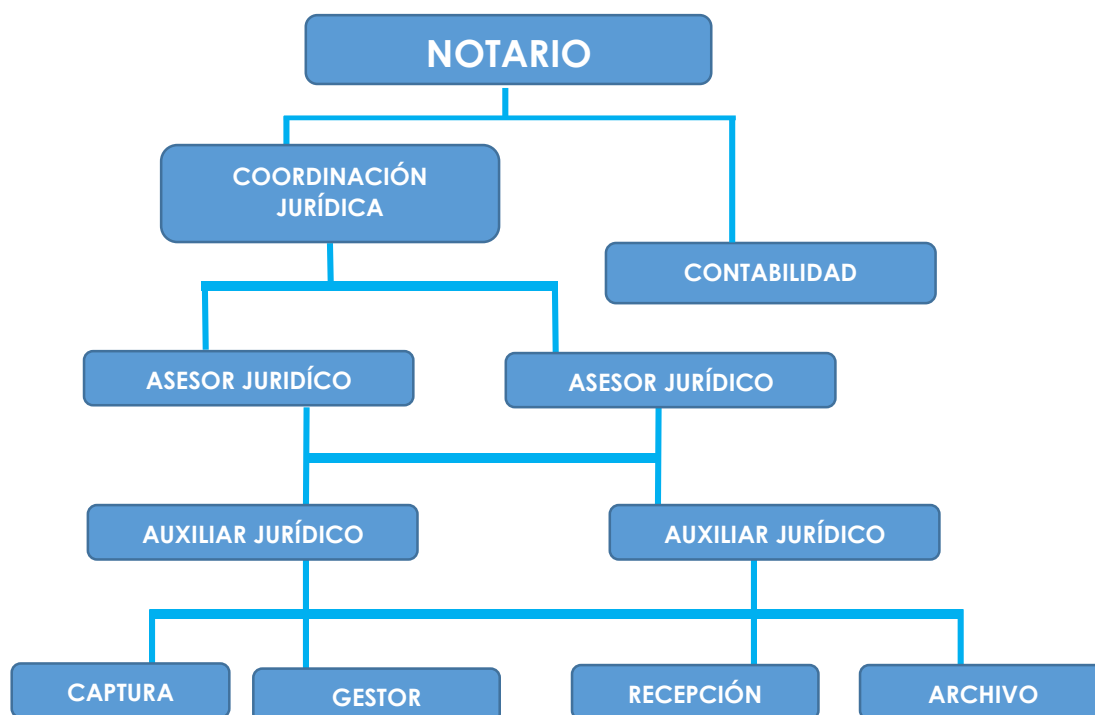 NOTARIO
COORDINACIÓN
JURÍDICA
CONTABILIDAD
ASESOR JURIDÍCO
ASESOR JURÍDICO
AUXILIAR JURÍDICO
AUXILIAR JURÍDICO
CAPTURA
GESTOR
RECEPCIÓN
ARCHIVO